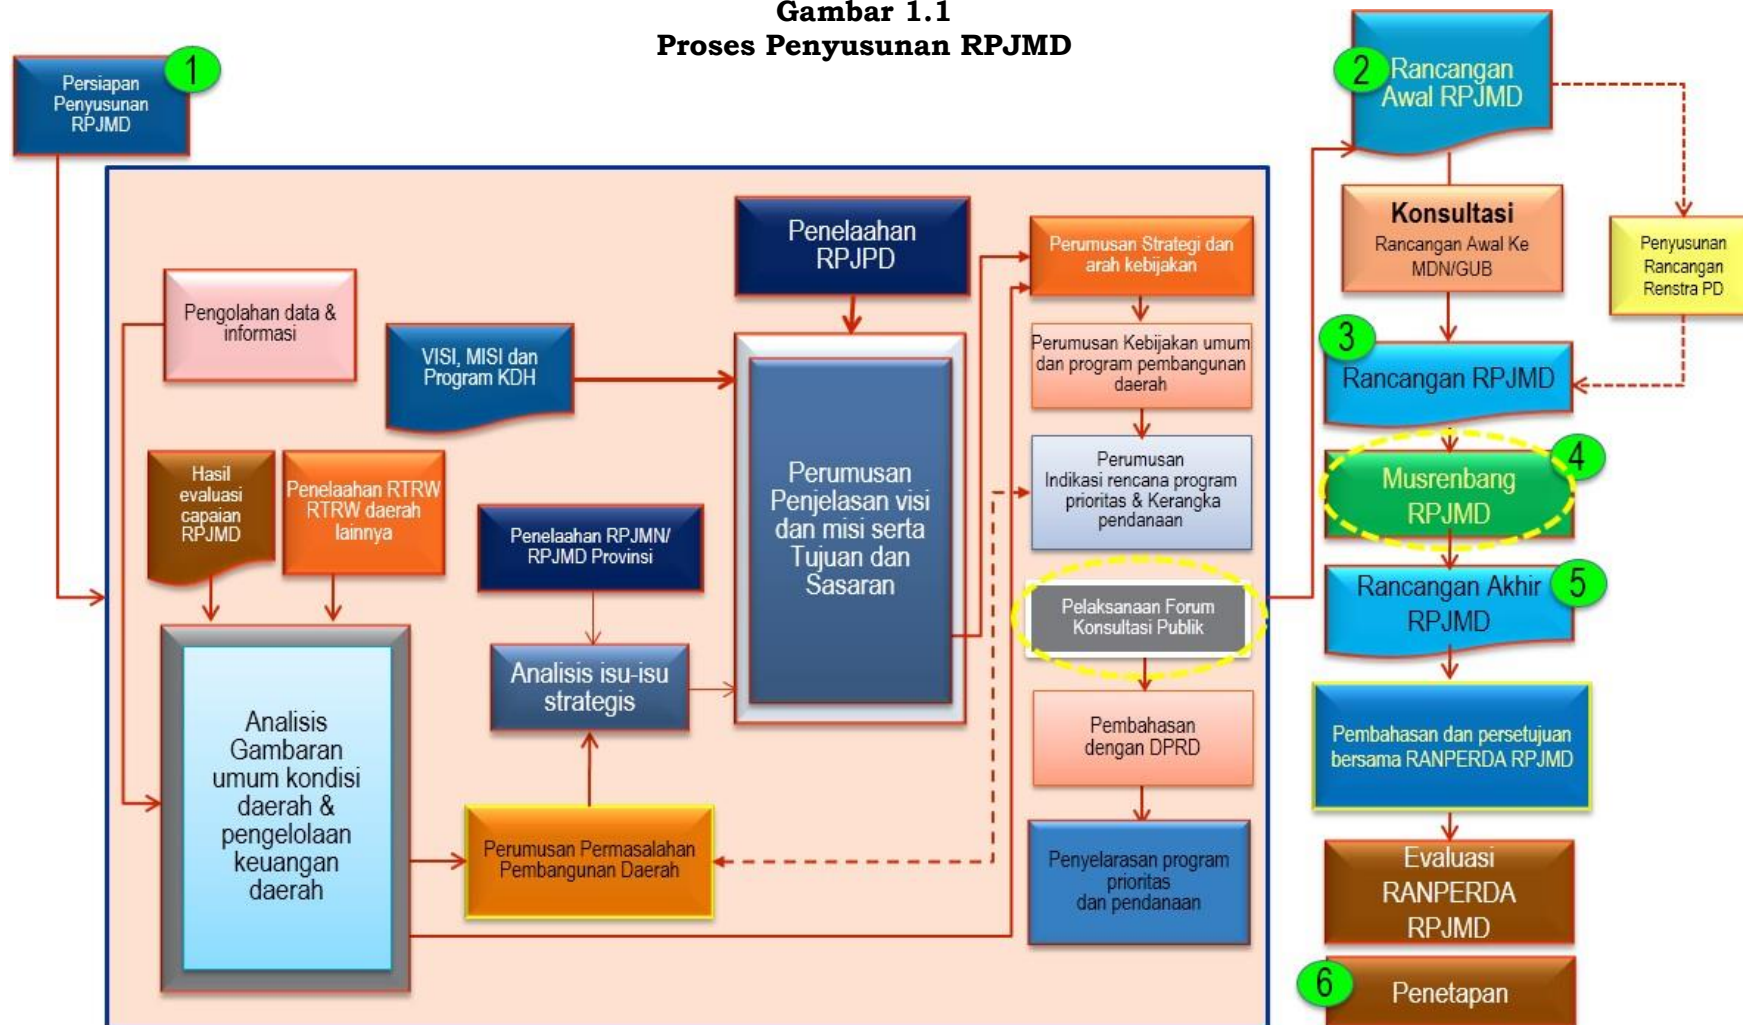 Gambar 1.1
Proses Penyusunan RPJMD
1
Persiapan
Penyusunan
RPJMD
Pengolahan data &
informasi
VISI, MISI dan
Program KDH
Penelaahan
RPJPD
Hasil
evaluasi
capaian
RPJMD
Penelaahan RTRW
RTRW daerah
lainnya
Penelaahan RPJMN/
RPJMD Provinsi
Analisis isu-isu
strategis
Analisis
Gambaran
umum kondisi
daerah &
pengelolaan
keuangan
daerah
Perumusan Permasalahan
Pembangunan Daerah
Perumusan
Penjelasan visi
dan misi serta
Tujuan dan
Sasaran
Perumusan Strategi dan
arah kebijakan
Perumusan Kebijakan umum
dan program pembangunan
daerah
Perumusan
Indikasi rencana program
prioritas & Kerangka
pendanaan
Pelaksanaan Forum
Konsultasi Publik
Pembahasan
dengan DPRD
Penyelarasan program
prioritas
dan pendanaan
2
Rancangan
Awal RPJMD
Konsultasi
Rancangan Awal Ke
MDN/GUB
Penyusunan
Rancangan
Renstra PD
3
Rancangan RPJMD
4
Musrenbang
RPJMD
5
Rancangan Akhir
RPJMD
Pembahasan dan persetujuan
bersama RANPERDA RPJMD
Evaluasi
RANPERDA
RPJMD
6
Penetapan